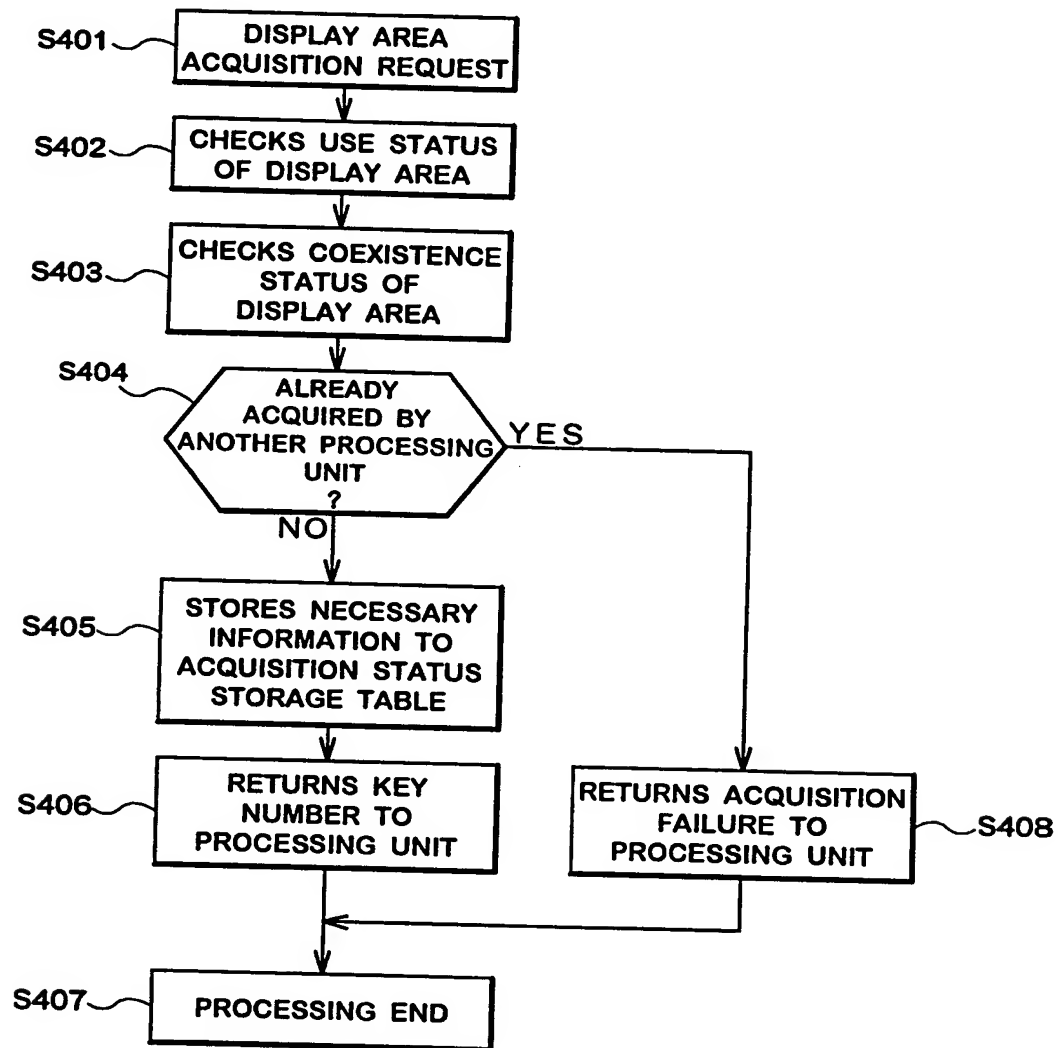 S401
DISPLAY AREA
ACQUISITION REQUEST
S402
CHECKS USE STATUS
OF DISPLAY AREA
S403
CHECKS COEXISTENCE
STATUS OF
DISPLAY AREA
S404
ALREADY
ACQUIRED BY
ANOTHER PROCESSING
UNIT
?
YES
NO
S405
STORES NECESSARY
INFORMATION TO
ACQUISITION STATUS
STORAGE TABLE
S406
RETURNS KEY
NUMBER TO
PROCESSING UNIT
RETURNS ACQUISITION
FAILURE TO
PROCESSING UNIT
S408
S407
PROCESSING END